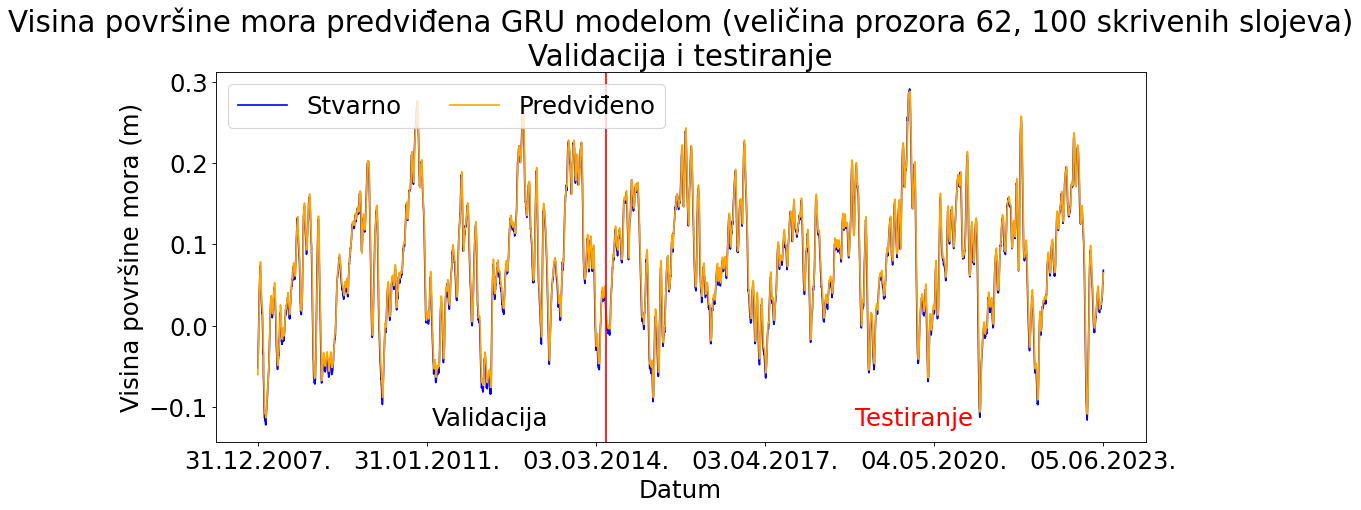 Visina površine mora predviđena GRU modelom (veličina prozora 62, 100 skrivenih slojeva)
Validacija i testiranje
Stvarno
Predviđeno
Visina površine mora (m)
0.3
0.2
0.1
0.0
−0.1
Validacija
Testiranje
31.12.2007.
31.01.2011.
03.03.2014.
03.04.2017.
04.05.2020.
05.06.2023.
Datum